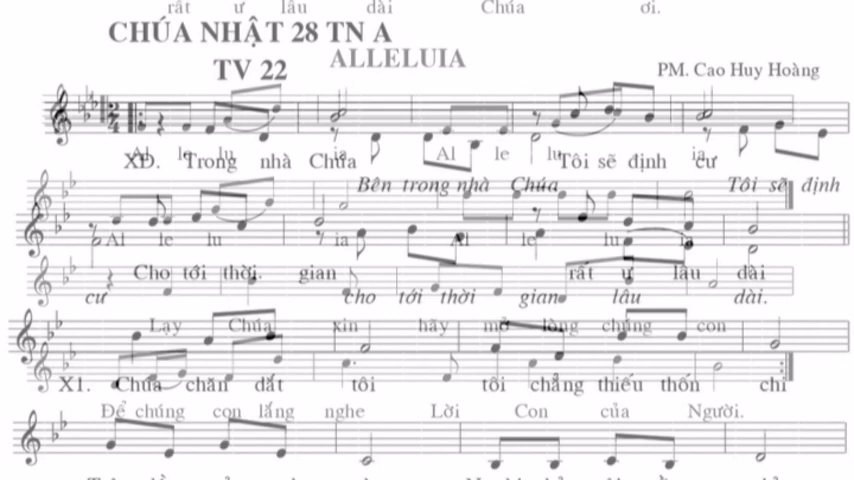 rất ư lâu dài Chúa ơi.
CHÚA NHẬT 28 TN A
ALLELUIA
TV 22
PM. Cao Huy Hoàng
Al le lu ia Al le lu ia
XĐ. Trong nhà Chúa Tôi sẽ định cư
Bên trong nhà Chúa Tôi sẽ định
Al le lu ia Al le lu ia
Cho tới thời. gian rất ư lâu dài
cư cho tới thời gian lâu dài.
Lạy Chúa xin hãy mở lòng chúng con
X1. Chúa chăn dắt tôi tôi chẳng thiếu thốn chi
Để chúng con lắng nghe Lời Con của Người.